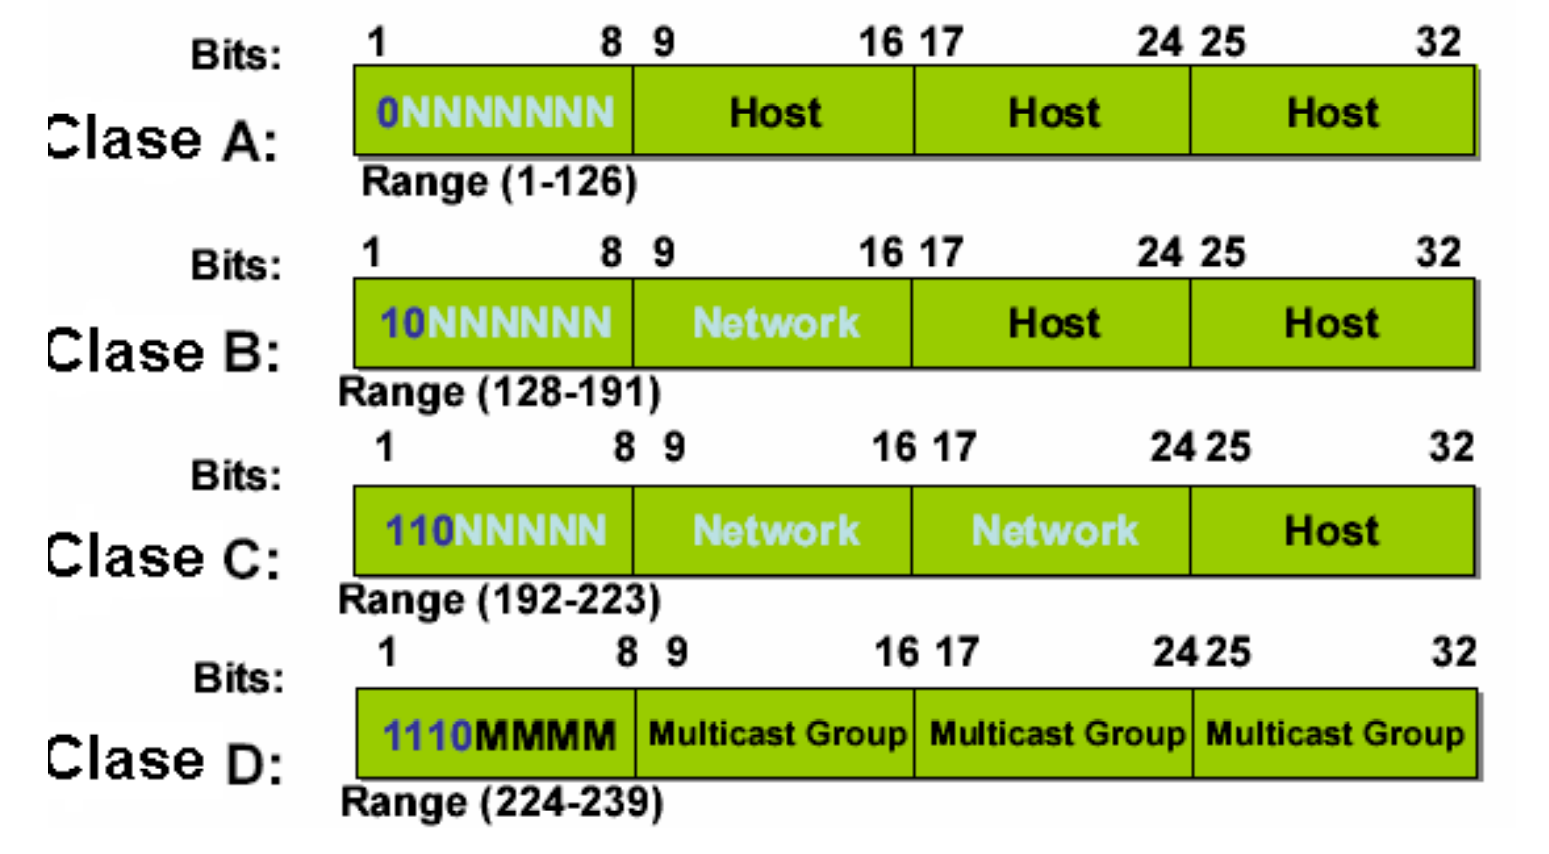 Bits: 1 8 9 16 17 24 25 32
Clase A: 0NNNNNNN Host Host Host
Range (1-126)
Bits: 1 8 9 16 17 24 25 32
Clase B: 10NNNNNN Network Host Host
Range (128-191)
1 8 9 16 17 24 25 32
Bits:
Clase C: 110NNNNN Network Network Host
Range (192-223)
1 8 9 16 17 24 25 32
Bits:
Clase D: 1110MMMM Multicast Group Multicast Group Multicast Group
Range (224-239)